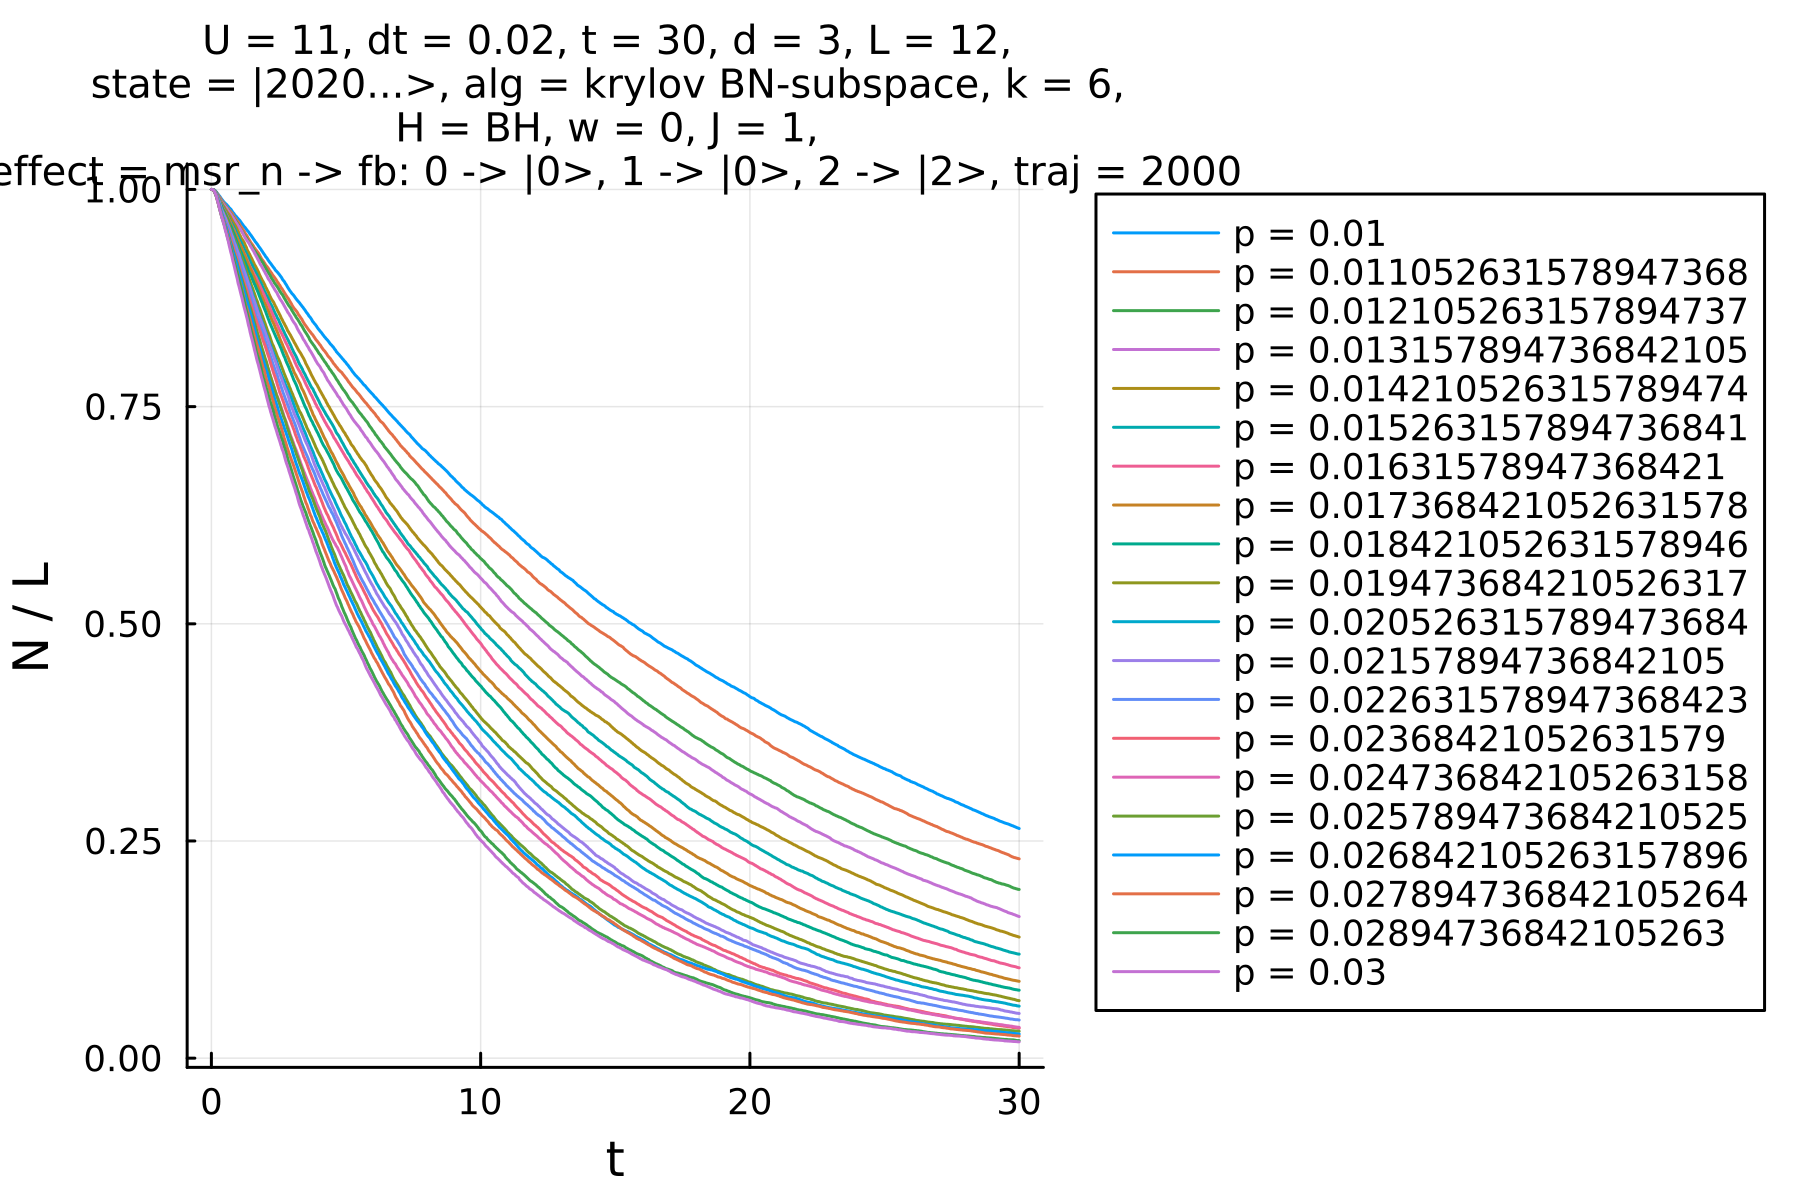 U = 11, dt = 0.02, t = 30, d = 3, L = 12,
state = |2020...>, alg = krylov BN-subspace, k = 6,
H = BH, w = 0, J = 1,
effect = msr_n -> fb: 0 -> |0>, 1 -> |0>, 2 -> |2>, traj = 2000
1.00
0.75
0.50
0.25
0.00
N / L
0 10 20 30
t
p = 0.01
p = 0.011052631578947368
p = 0.012105263157894737
p = 0.013157894736842105
p = 0.014210526315789474
p = 0.015263157894736841
p = 0.01631578947368421
p = 0.017368421052631578
p = 0.018421052631578946
p = 0.019473684210526317
p = 0.020526315789473684
p = 0.02157894736842105
p = 0.022631578947368423
p = 0.02368421052631579
p = 0.024736842105263158
p = 0.025789473684210525
p = 0.026842105263157896
p = 0.027894736842105264
p = 0.02894736842105263
p = 0.03